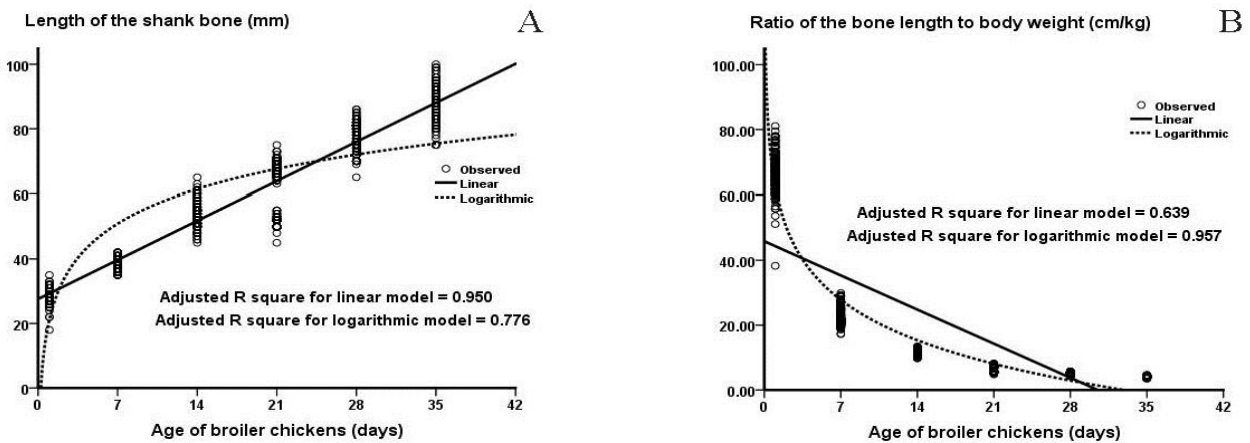 Length of the shank bone (mm)
A
100
80
60
40
20
0
0 7 14 21 28 35 42
Age of broiler chickens (days)
Observed
Linear
Logarithmic
Adjusted R square for linear model = 0.950
Adjusted R square for logarithmic model = 0.776
Ratio of the bone length to body weight (cm/kg)
B
100.00
80.00
60.00
40.00
20.00
0.00
0 7 14 21 28 35 42
Age of broiler chickens (days)
Observed
Linear
Logarithmic
Adjusted R square for linear model = 0.639
Adjusted R square for logarithmic model = 0.957